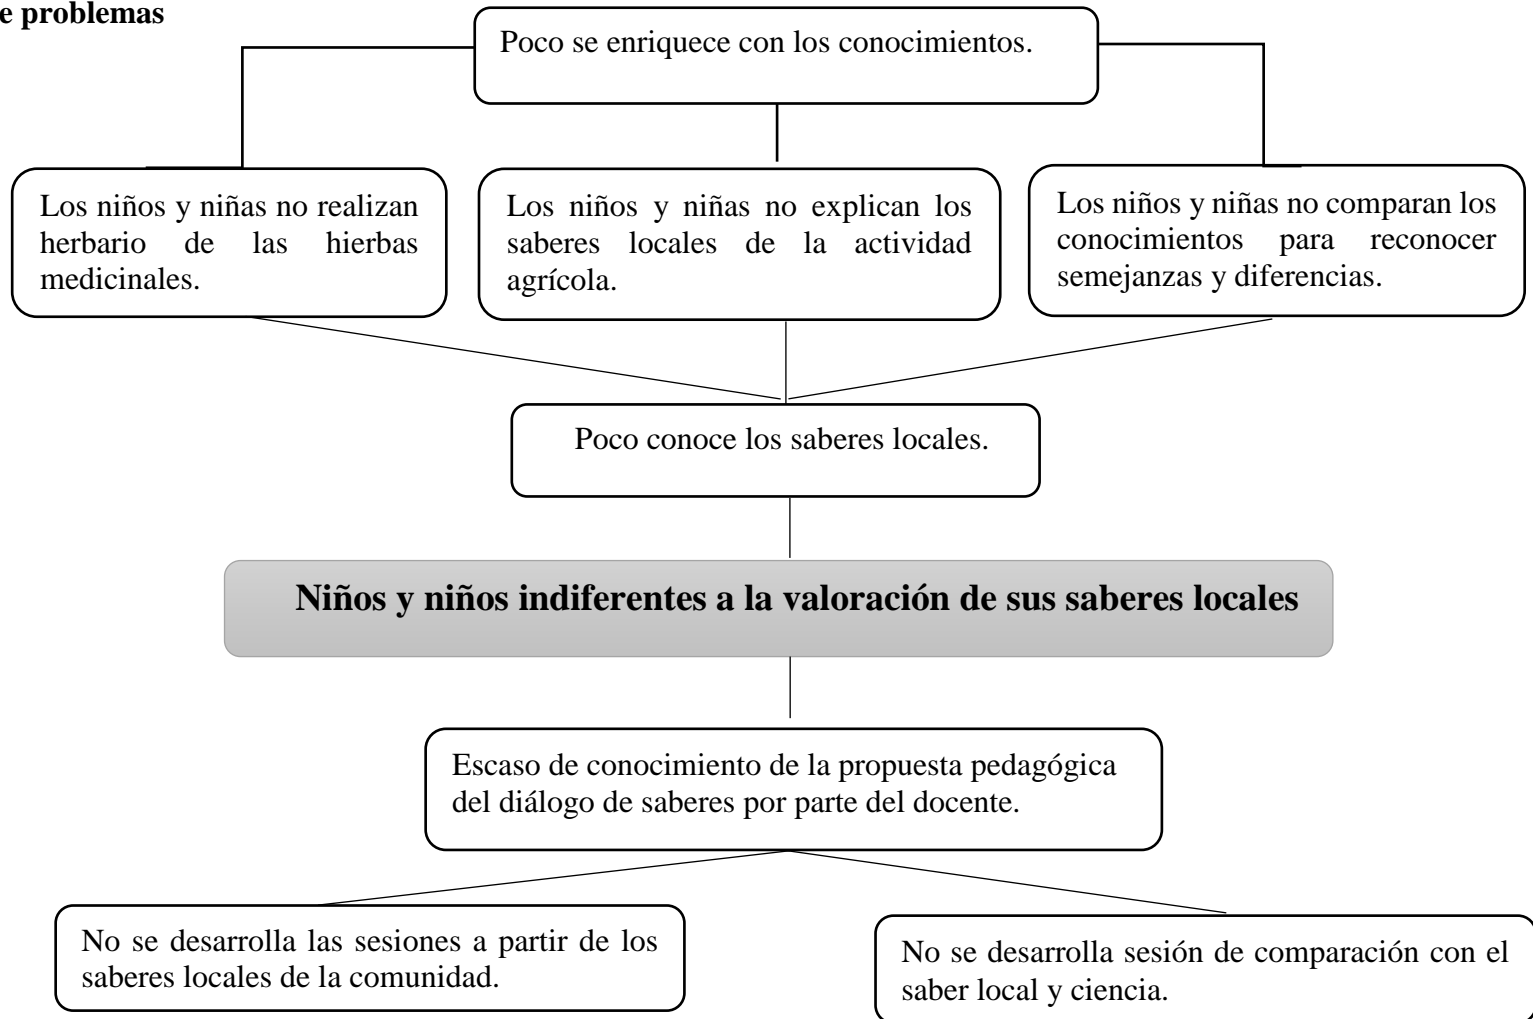 e problemas
Poco se enriquece con los conocimientos.
Los niños y niñas no realizan
herbario de las hierbas
medicinales.
Los niños y niñas no explican los
saberes locales de la actividad
agrícola.
Los niños y niñas no comparan los
conocimientos para reconocer
semejanzas y diferencias.
Poco conoce los saberes locales.
Niños y niños indiferentes a la valoración de sus saberes locales
Escaso de conocimiento de la propuesta pedagógica
del diálogo de saberes por parte del docente.
No se desarrolla las sesiones a partir de los
saberes locales de la comunidad.
No se desarrolla sesión de comparación con el
saber local y ciencia.